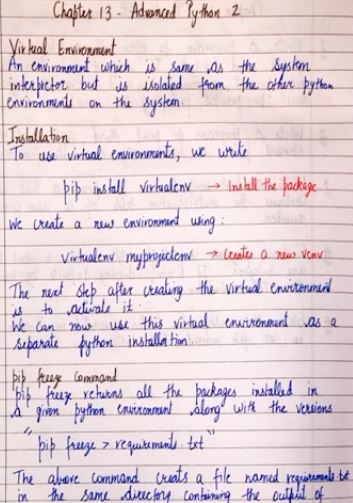 Chapter 13 - Advanced Python 2
Virtual Environment
An environment which is same as the system
interpretor but is isolated from the other python
environments on the system
Installation
To use virtual environments, we write
pip install virtualenv → Install the package
We create a new environment using:
virtualenv myprojectenv → Creates a new venv
The next step after creating the virtual environment
is to activate it.
We can now use this virtual environment as a
separate python installation
pip freeze Command
pip freeze returns all the packages installed in
a given python environment along with the versions
"pip freeze > requirements.txt"
The above command creats a file named requirements.txt
in the same directory containing the output of